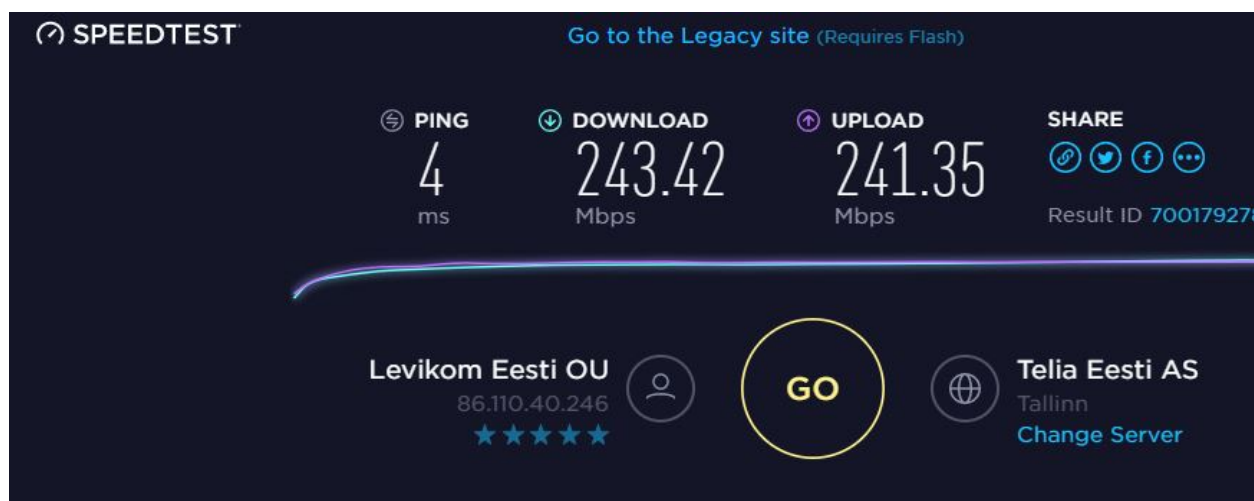 SPEEDTEST
Go to the Legacy site (Requires Flash)
PING
4
ms
DOWNLOAD
243.42
Mbps
UPLOAD
241.35
Mbps
SHARE
Result ID 700179278
Levikom Eesti OU
86.110.40.246
GO
Telia Eesti AS
Tallinn
Change Server